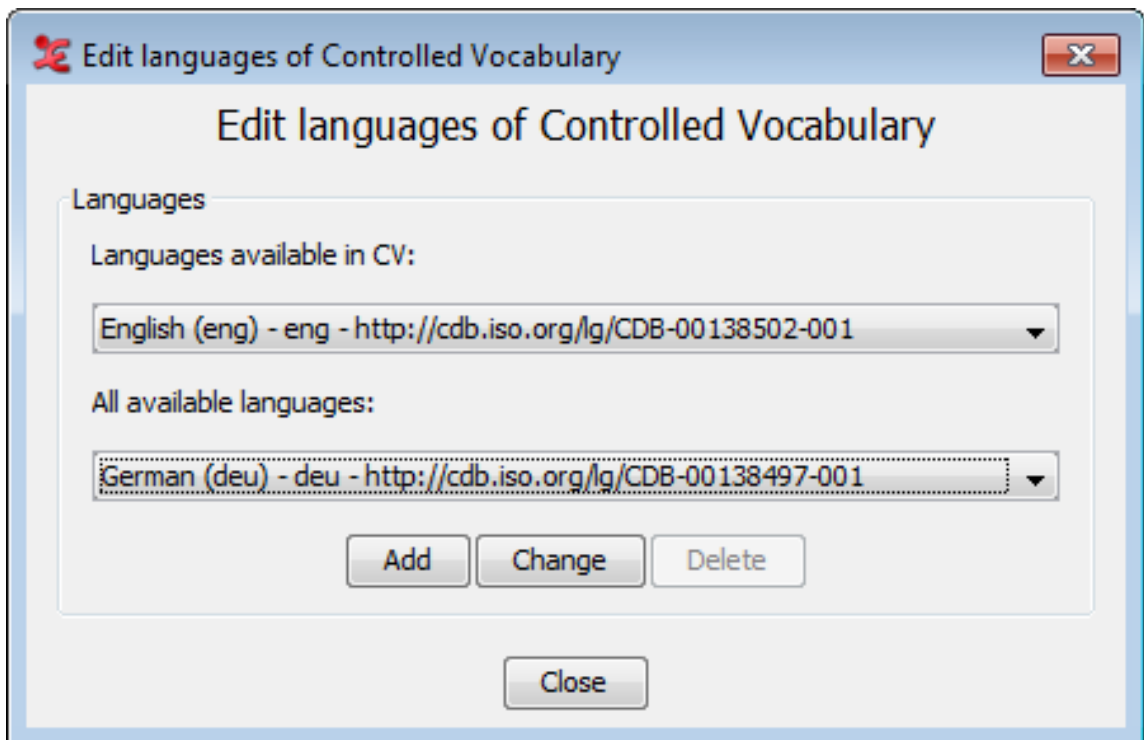 Edit languages of Controlled Vocabulary
Edit languages of Controlled Vocabulary
Languages
Languages available in CV:
English (eng) - eng - http://cdb.iso.org/lg/CDB-00138502-001
All available languages:
German (deu) - deu - http://cdb.iso.org/lg/CDB-00138497-001
Add Change Delete
Close